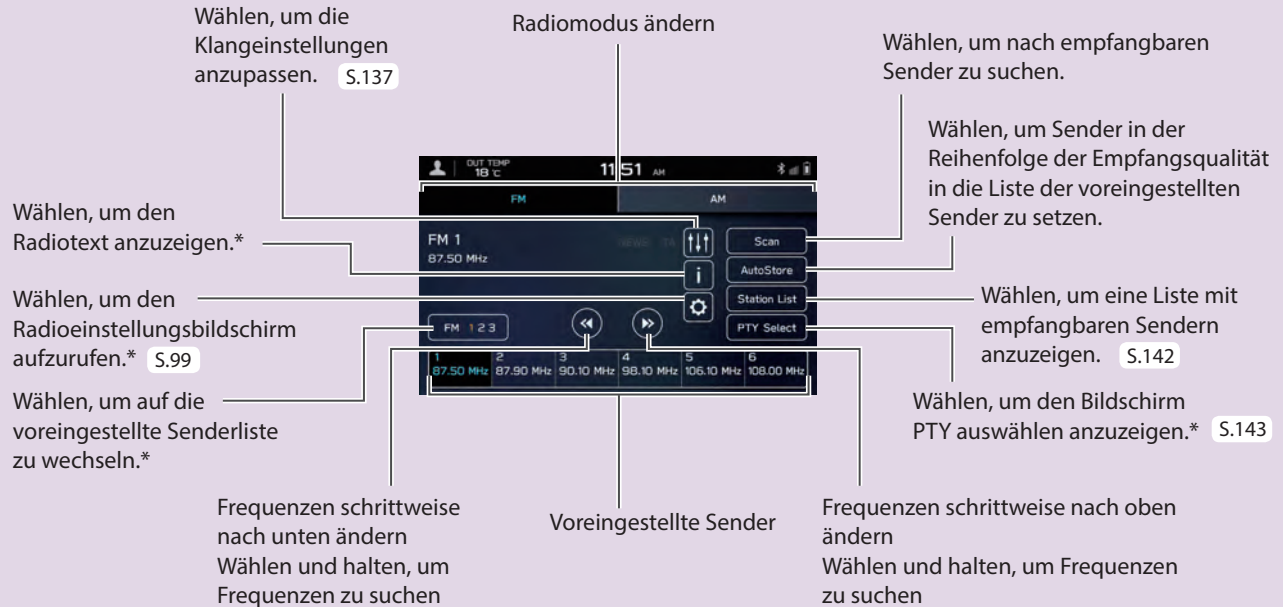 Wählen, um die
Klangeinstellungen
anzupassen. S.137
Radiomodus ändern
Wählen, um nach empfangbaren
Sender zu suchen.
Wählen, um Sender in der
Reihenfolge der Empfangsqualität
in die Liste der voreingestellten
Sender zu setzen.
Wählen, um den
Radiotext anzuzeigen.*
Wählen, um den
Radioeinstellungsbildschirm
aufzurufen.* S.99
Wählen, um auf die
voreingestellte Senderliste
zu wechseln.*
OUT TEMP
18 °C
11 51 AM
FM AM
FM 1
87.50 MHz
NEWS TA
i
Scan
AutoStore
Station List
PTY Select
FM 1 2 3
1 2 3 4 5 6
87.50 MHz 87.90 MHz 90.10 MHz 98.10 MHz 106.10 MHz 108.00 MHz
Wählen, um eine Liste mit
empfangbaren Sendern
anzuzeigen. S.142
Wählen, um den Bildschirm
PTY auswählen anzuzeigen.* S.143
Frequenzen schrittweise
nach unten ändern
Wählen und halten, um
Frequenzen zu suchen
Voreingestellte Sender
Frequenzen schrittweise nach oben
ändern
Wählen und halten, um Frequenzen
zu suchen